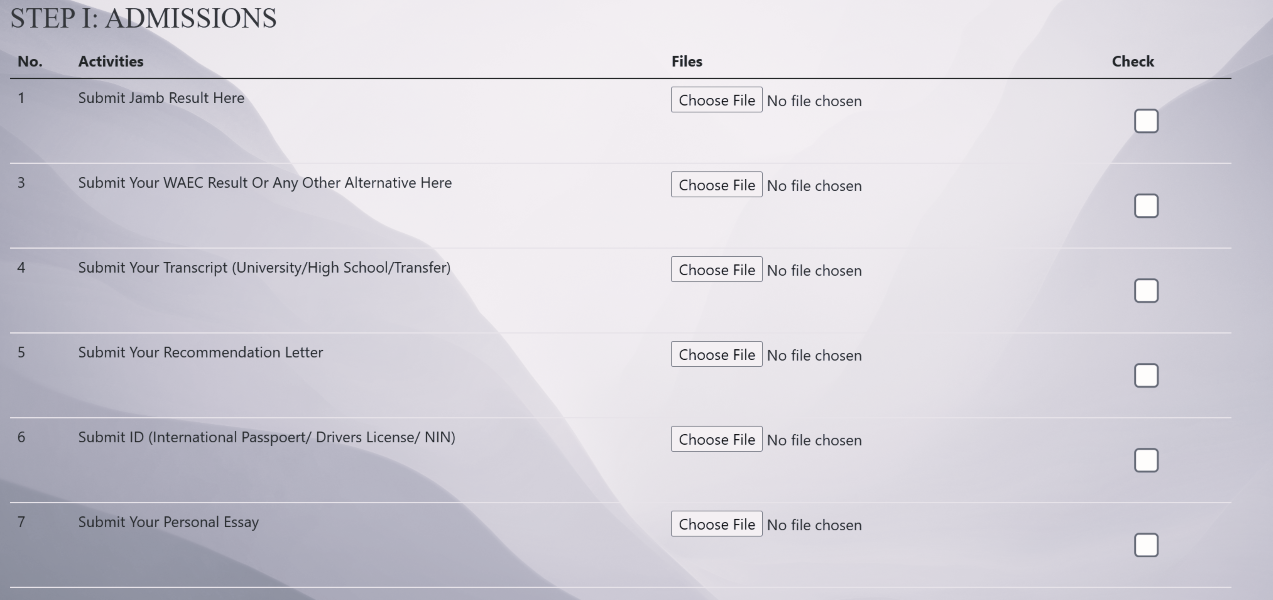 STEP I: ADMISSIONS
No. Activities Files Check
1 Submit Jamb Result Here Choose File No file chosen
3 Submit Your WAEC Result Or Any Other Alternative Here Choose File No file chosen
4 Submit Your Transcript (University/High School/Transfer) Choose File No file chosen
5 Submit Your Recommendation Letter Choose File No file chosen
6 Submit ID (International Passpoert/ Drivers License/ NIN) Choose File No file chosen
7 Submit Your Personal Essay Choose File No file chosen